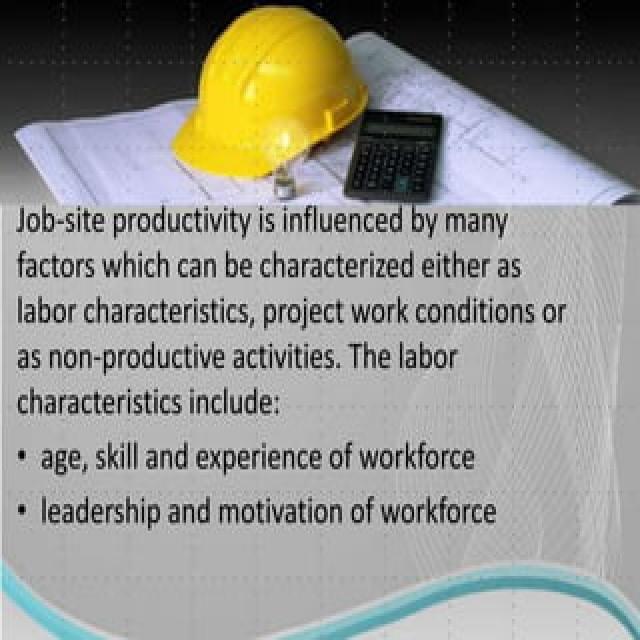 Job-site productivity is influenced by many
factors which can be characterized either as
labor characteristics, project work conditions or
as non-productive activities. The labor
characteristics include:
• age, skill and experience of workforce
• leadership and motivation of workforce